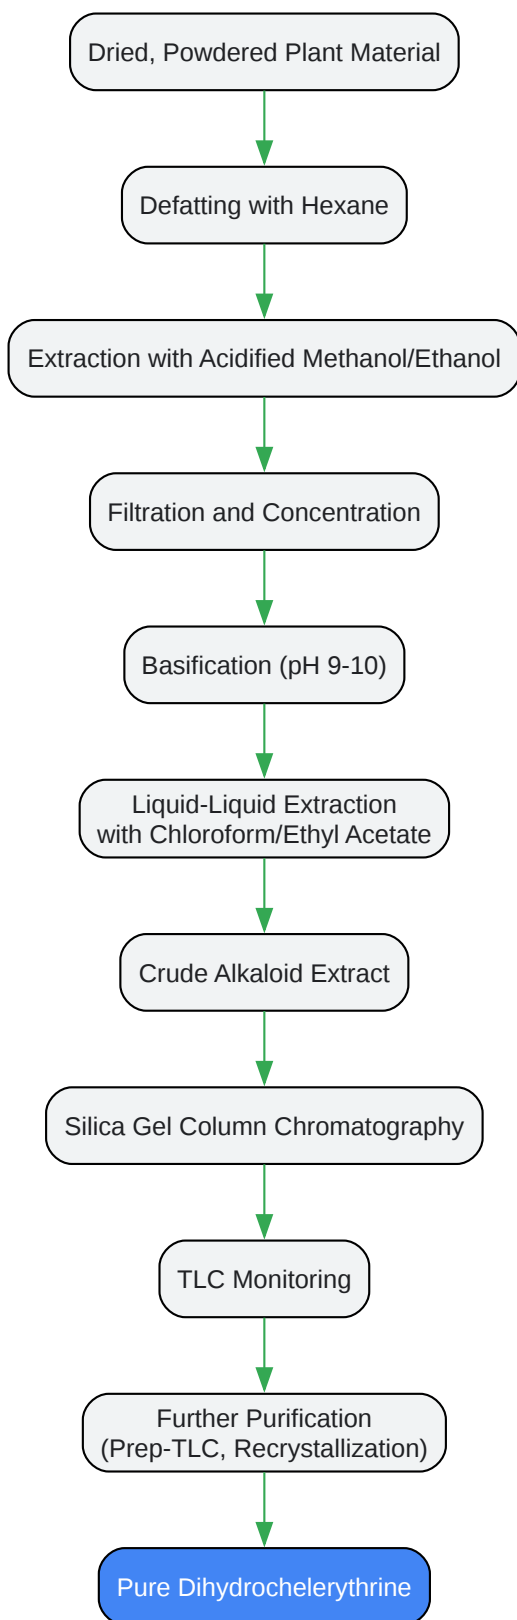 Dried, Powdered Plant Material
Defatting with Hexane
Extraction with Acidified Methanol/Ethanol
Filtration and Concentration
Basification (pH 9-10)
Liquid-Liquid Extraction
with Chloroform/Ethyl Acetate
Crude Alkaloid Extract
Silica Gel Column Chromatography
TLC Monitoring
Further Purification
(Prep-TLC, Recrystallization)
Pure Dihydrochelerythrine